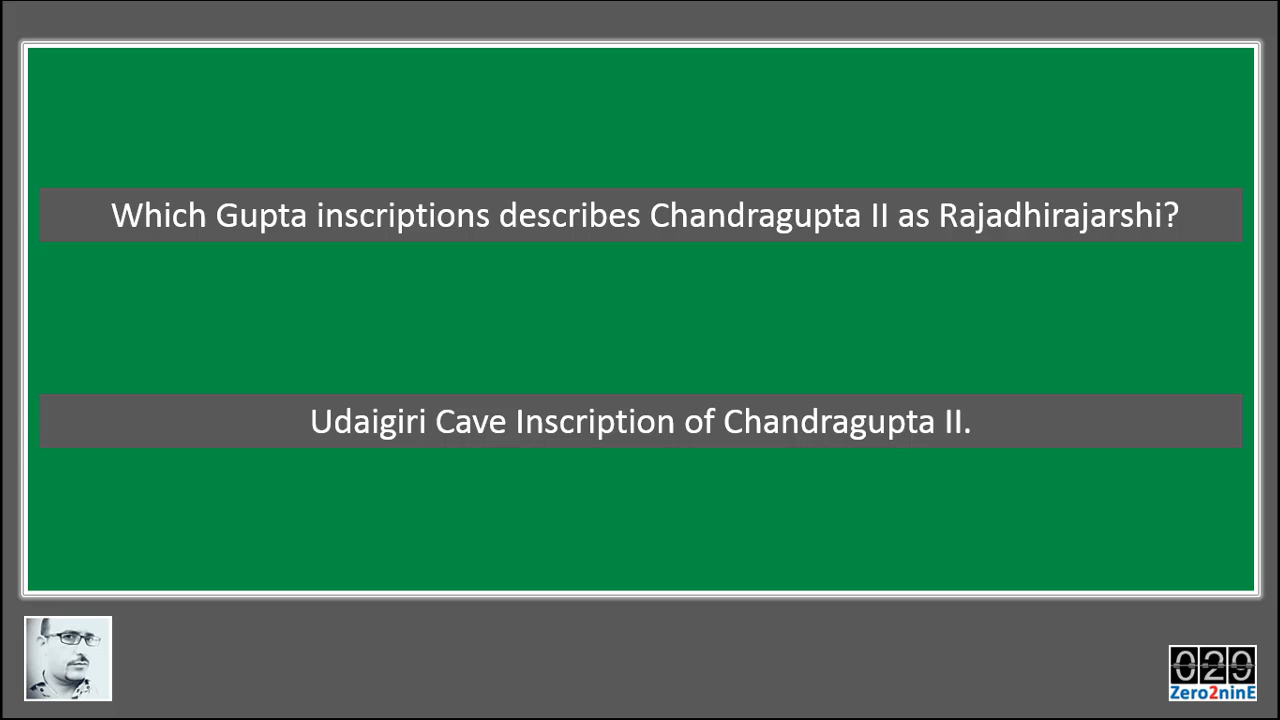 Which Gupta inscriptions describes Chandragupta II as Rajadhirajarshi?
Udaigiri Cave Inscription of Chandragupta II.
029
Zero2ninE